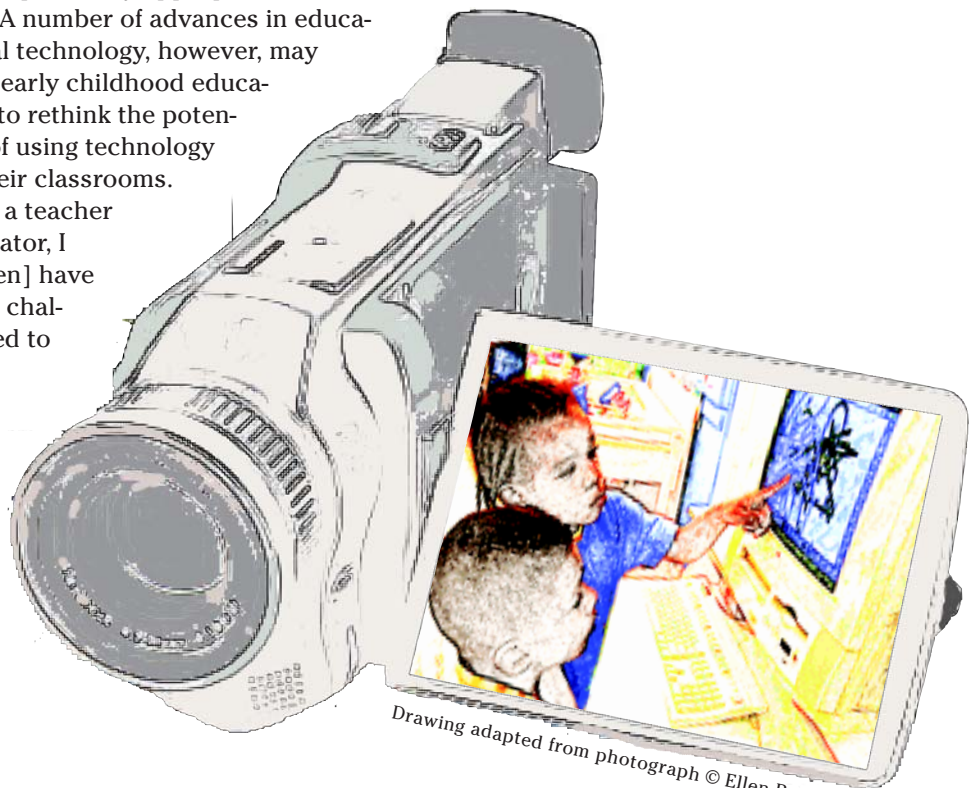 A number of advances in educa-
l technology, however, may
early childhood educa-
to rethink the poten-
f using technology
eir classrooms.
a teacher
ator, I
en] have
chal-
ed to
Drawing adapted from photograph © Ellen